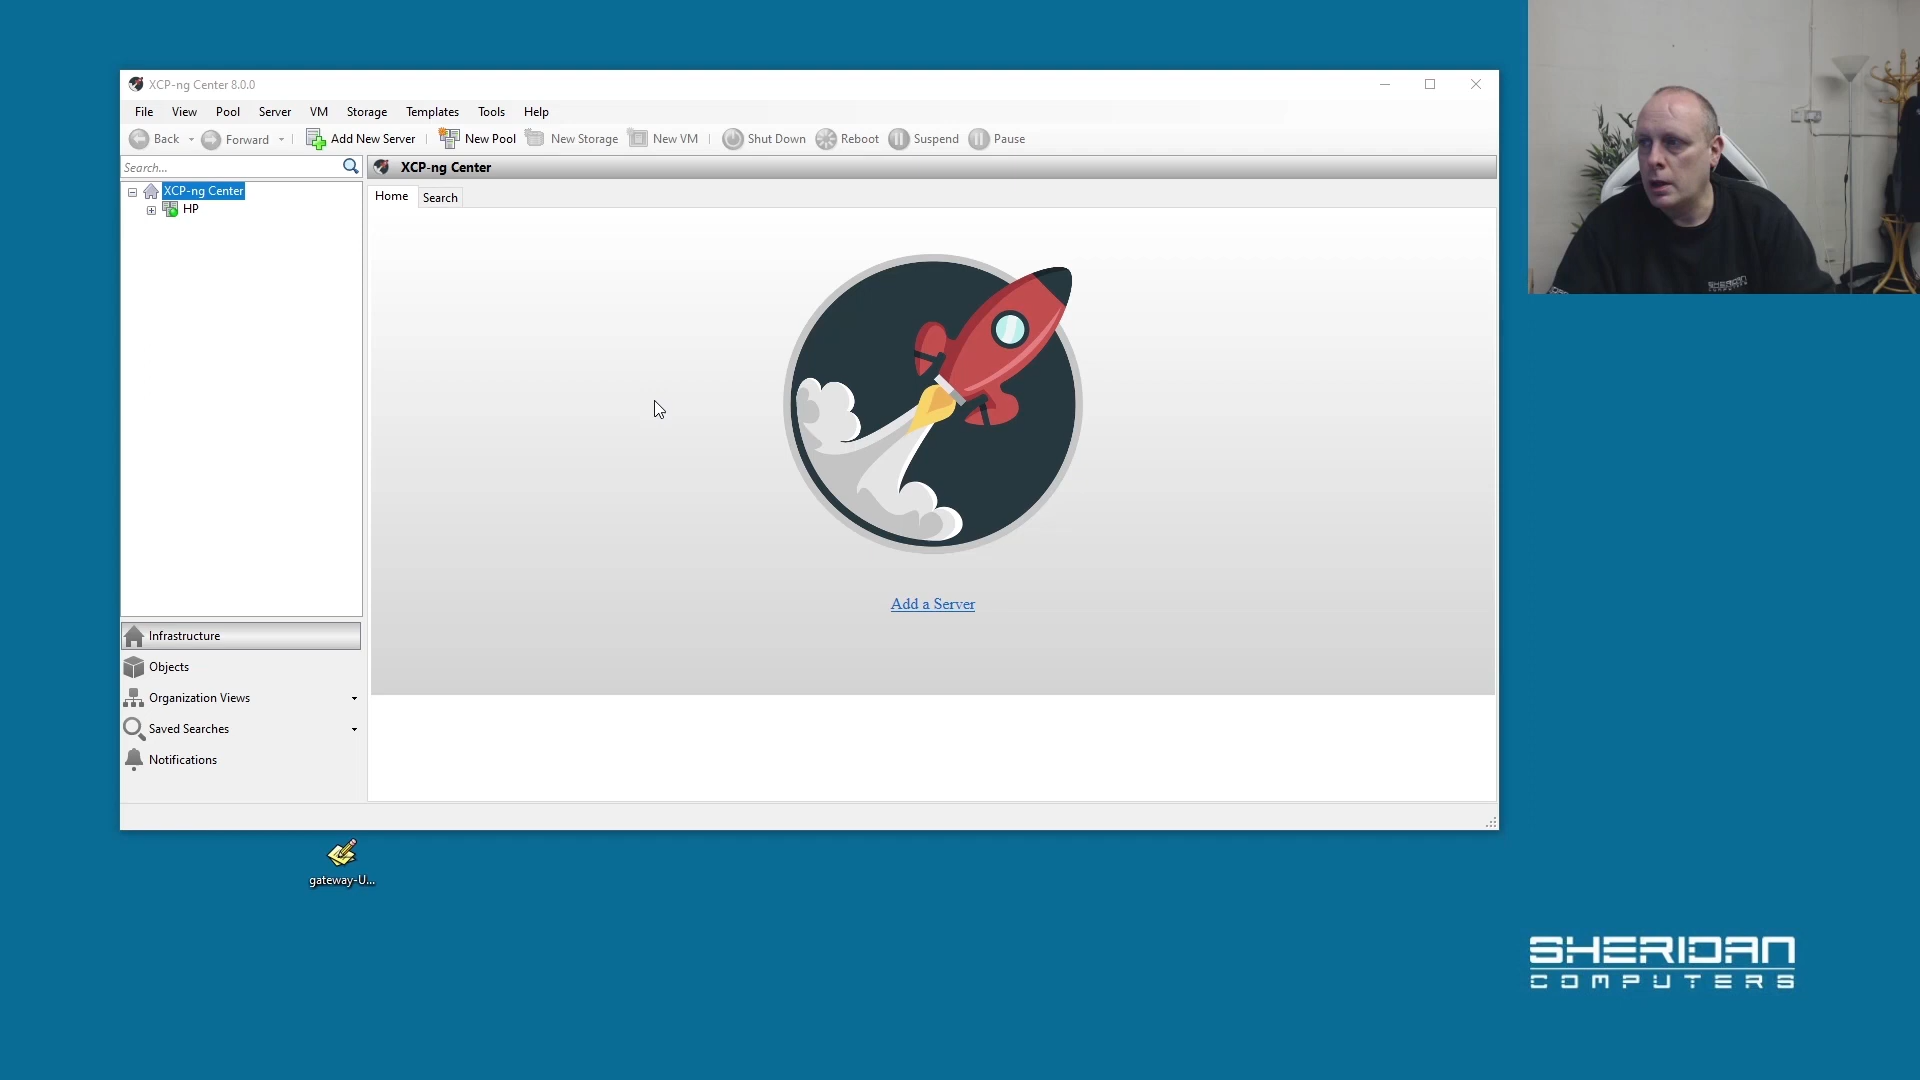 XCP-ng Center 8.0.0
File View Pool Server VM Storage Templates Tools Help
Back Forward Add New Server New Pool New Storage New VM Shut Down Reboot Suspend Pause
Search...
XCP-ng Center
XCP-ng Center
HP
Home Search
Add a Server
Infrastructure
Objects
Organization Views
Saved Searches
Notifications
gateway-U...
SHERIDAN
COMPUTERS
SHERIDAN
COMPUTERS